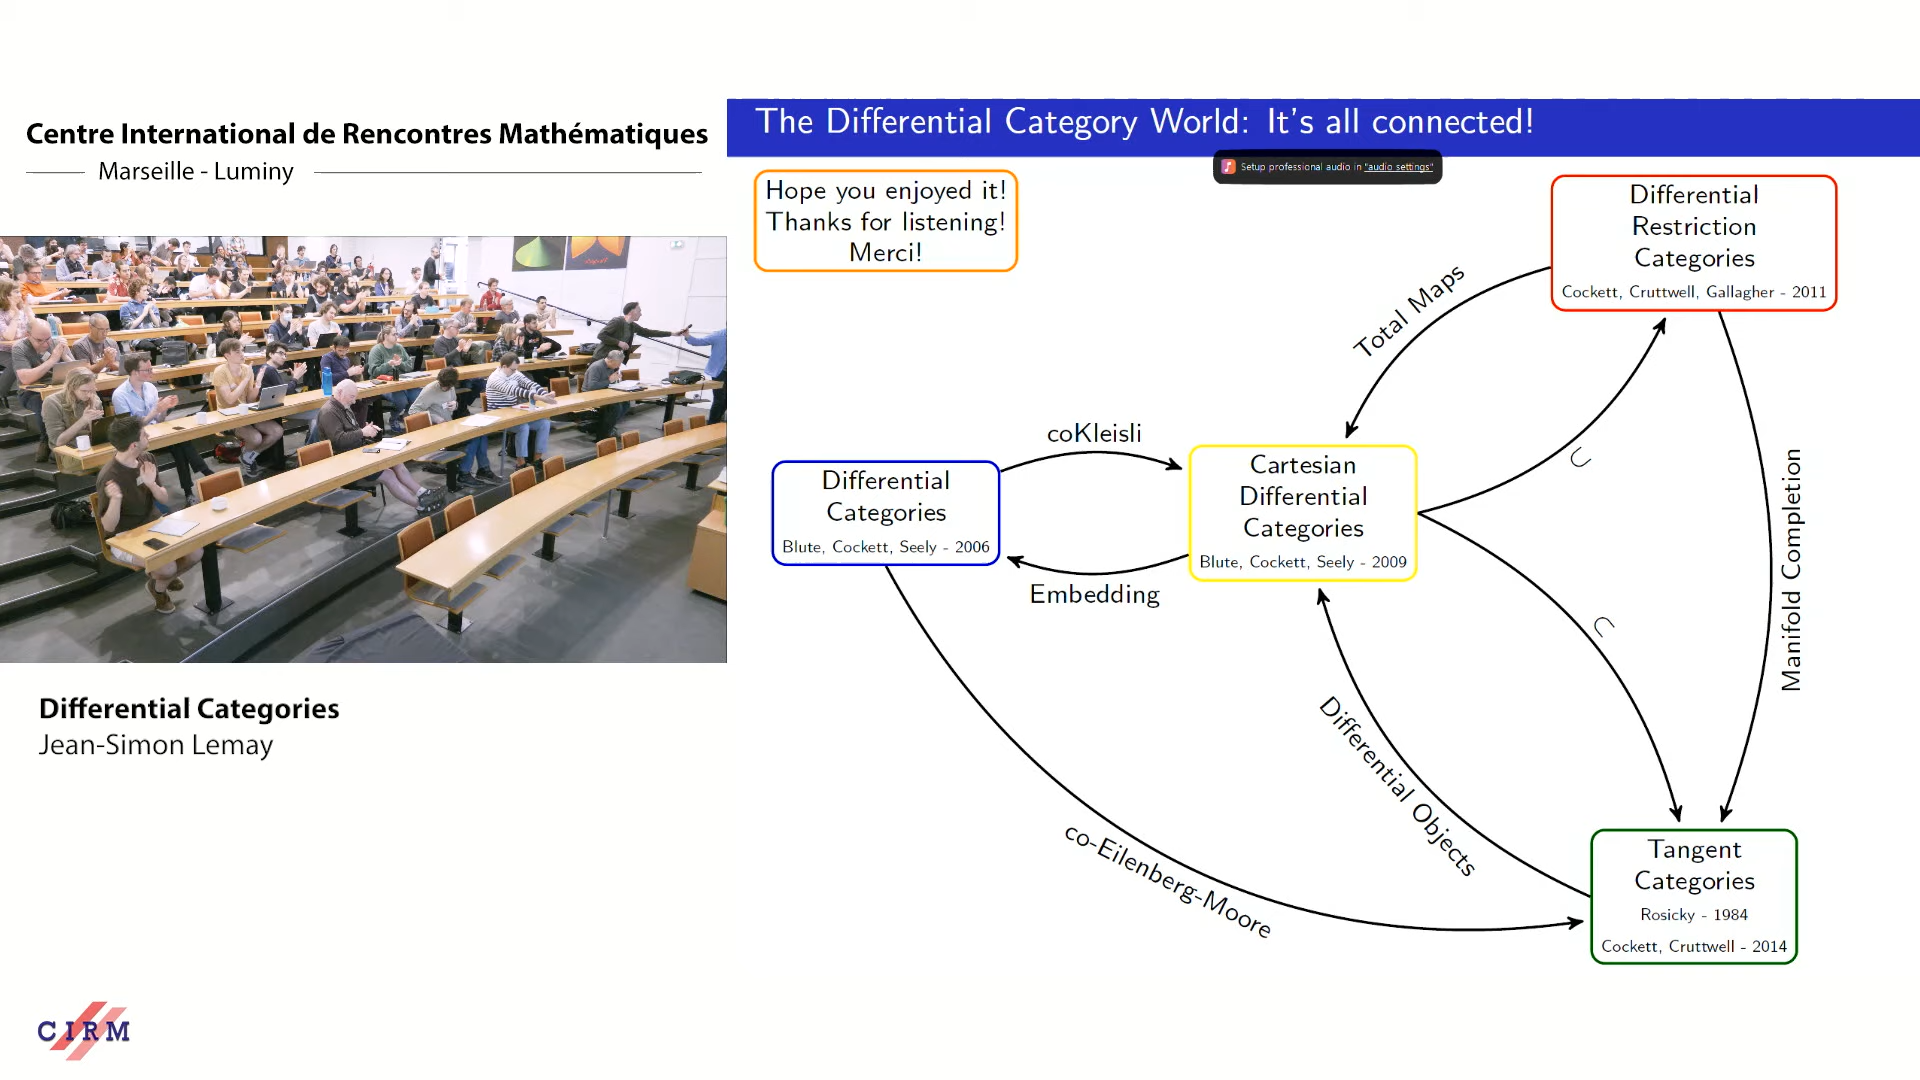 Centre International de Rencontres Mathématiques
Marseille - Luminy
Differential Categories
Jean-Simon Lemay
CIRM
The Differential Category World: It's all connected!
Setup professional audio in "audio settings"
Hope you enjoyed it!
Thanks for listening!
Merci!
Differential
Restriction
Categories
Cockett, Cruttwell, Gallagher - 2011
Total Maps
coKleisli
Differential
Categories
Blute, Cockett, Seely - 2006
Cartesian
Differential
Categories
Blute, Cockett, Seely - 2009
Embedding
⊂
⊂
Manifold Completion
Differential Objects
co-Eilenberg-Moore
Tangent
Categories
Rosicky - 1984
Cockett, Cruttwell - 2014